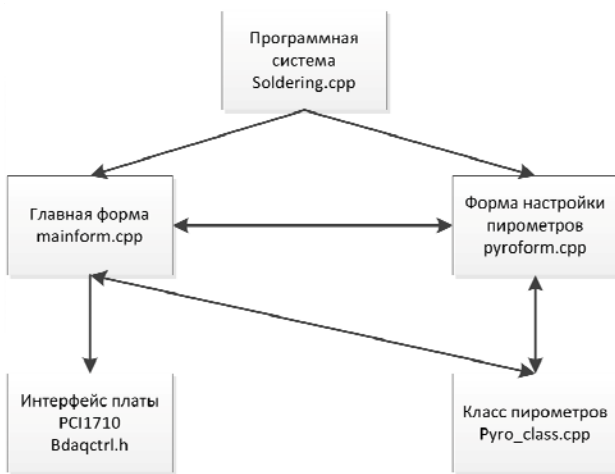 Программная
система
Soldering.cpp
Главная форма
mainform.cpp
Форма настройки
пирометров
pyroform.cpp
Интерфейс платы
PCI1710
Bdaqctrl.h
Класс пирометров
Pyro_class.cpp